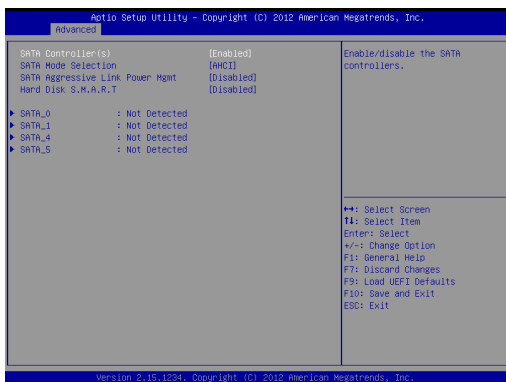 Aptio Setup Utility – Copyright (C) 2012 American Megatrends, Inc.
Advanced
SATA Controller(s) [Enabled]
SATA Mode Selection [AHCI]
SATA Aggressive Link Power Mgmt [Disabled]
Hard Disk S.M.A.R.T [Disabled]
SATA_0 : Not Detected
SATA_1 : Not Detected
SATA_4 : Not Detected
SATA_5 : Not Detected
Enable/disable the SATA
controllers.
↔: Select Screen
↑↓: Select Item
Enter: Select
+/-: Change Option
F1: General Help
F7: Discard Changes
F9: Load UEFI Defaults
F10: Save and Exit
ESC: Exit
Version 2.15.1234. Copyright (C) 2012 American Megatrends, Inc.